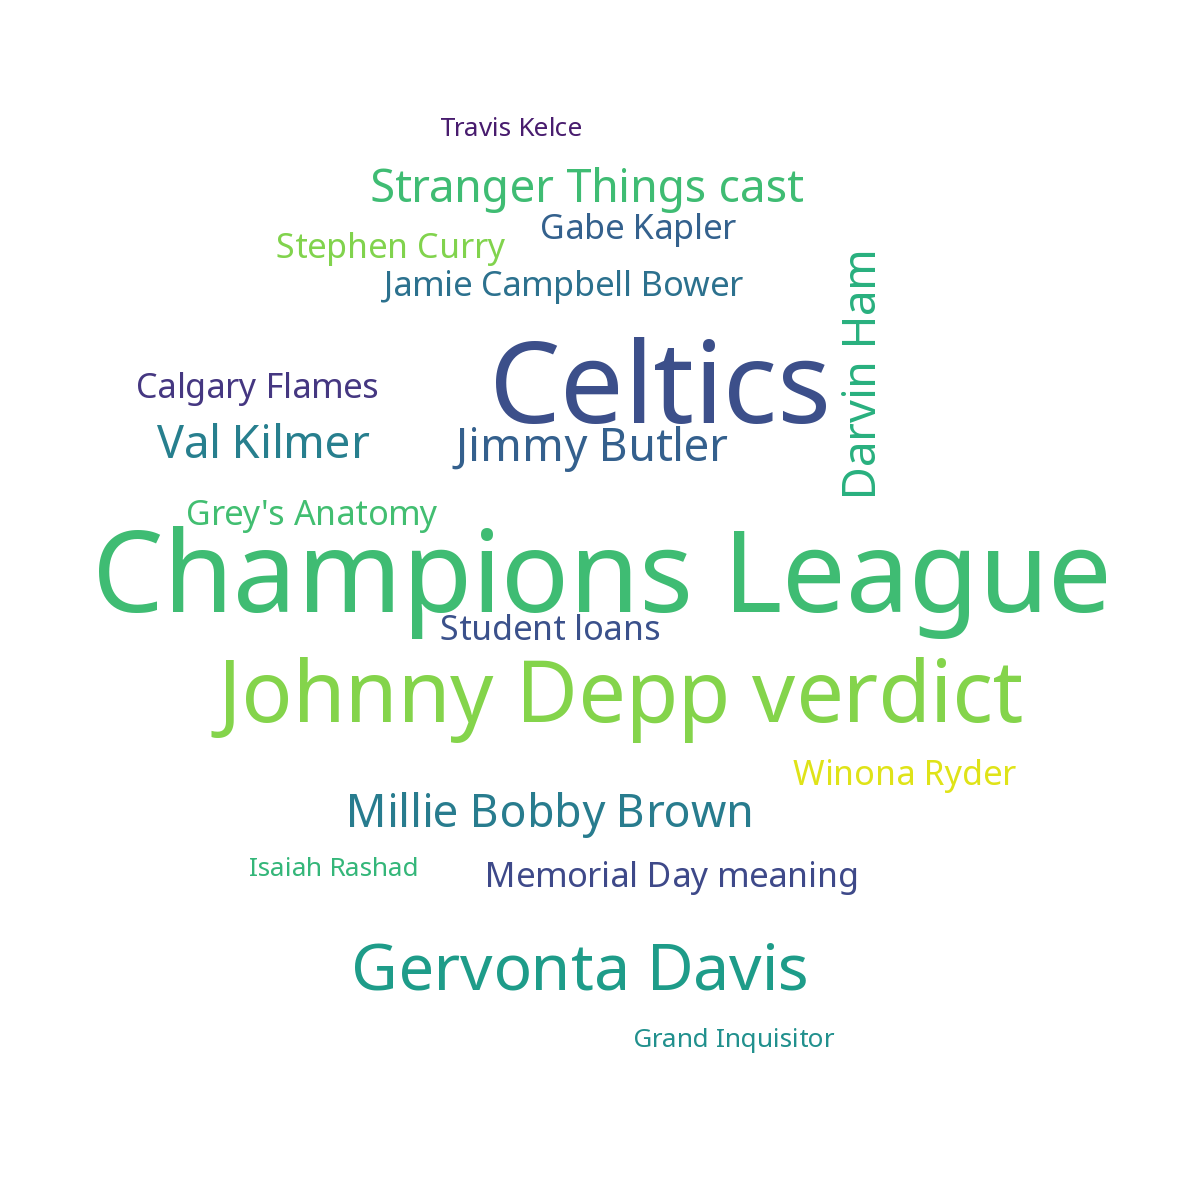 Travis Kelce
Stranger Things cast
Gabe Kapler
Stephen Curry
Jamie Campbell Bower
Darvin Ham
Celtics
Calgary Flames
Val Kilmer
Jimmy Butler
Grey's Anatomy
Champions League
Student loans
Johnny Depp verdict
Winona Ryder
Millie Bobby Brown
Isaiah Rashad
Memorial Day meaning
Gervonta Davis
Grand Inquisitor